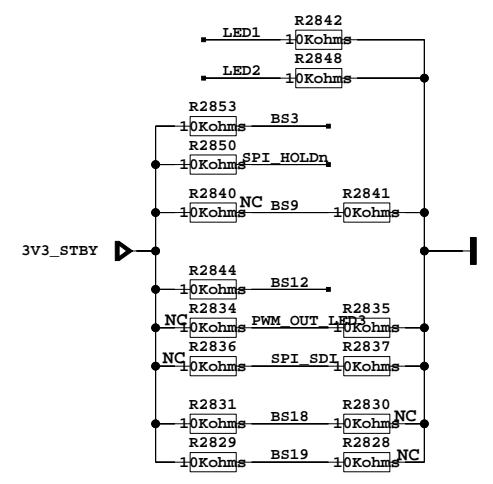 R2842
LED1
10Kohms
R2848
LED2
10Kohms
R2853
10Kohms BS3
R2850
10Kohms SPI_HOLDn
R2840 NC R2841
10Kohms BS9 10Kohms
3V3_STBY
R2844
10Kohms BS12
R2834 R2835
NC 10Kohms PWM_OUT_LED3 10Kohms
R2836 R2837
NC 10Kohms SPI_SDI 10Kohms
R2831 R2830
10Kohms BS18 10Kohms NC
R2829 R2828
10Kohms BS19 10Kohms NC